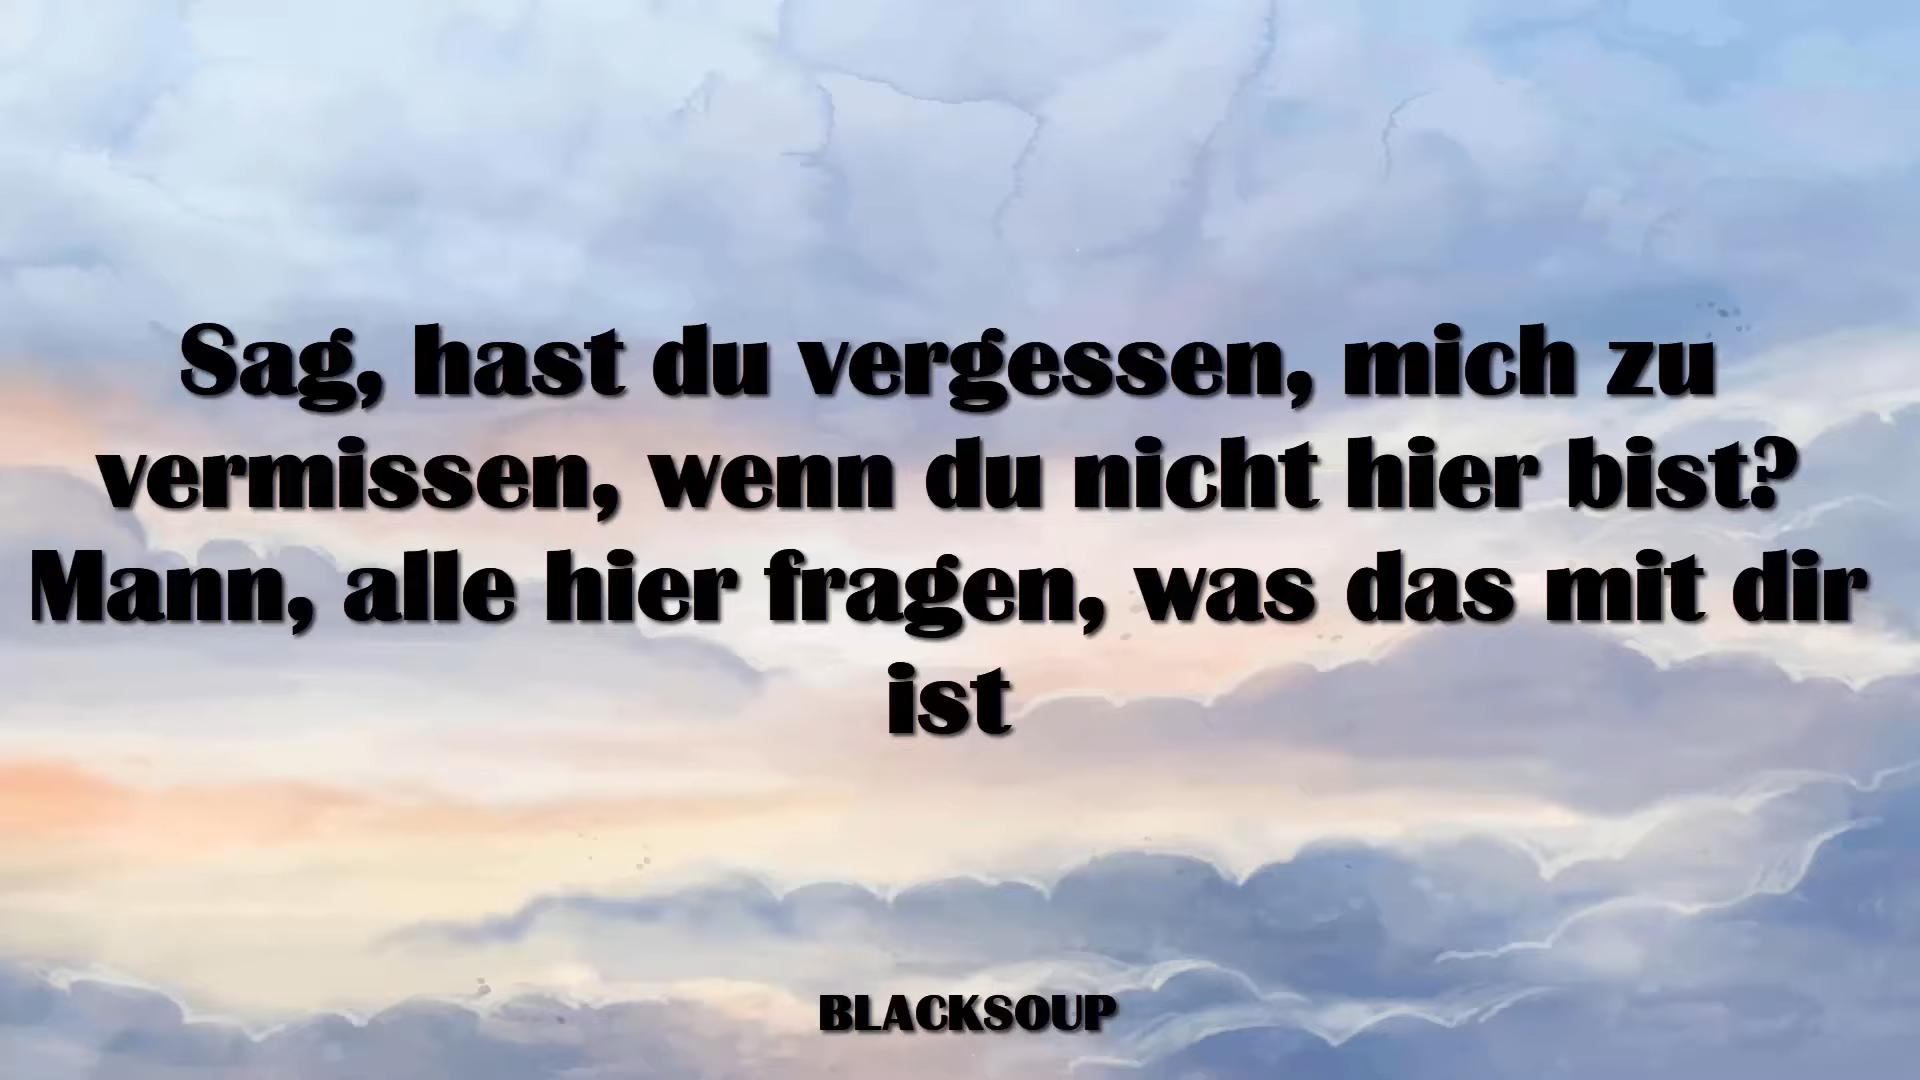 Sag, hast du vergessen, mich zu
vermissen, wenn du nicht hier bist?
Mann, alle hier fragen, was das mit dir
ist
BLACKSOUP